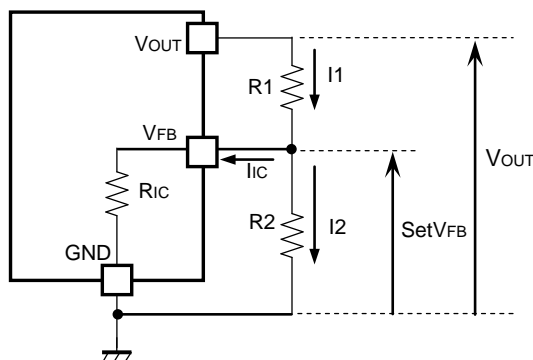 VOUT
R1
I1
VFB
IIC
VOUT
RIC
R2
I2
SetVFB
GND